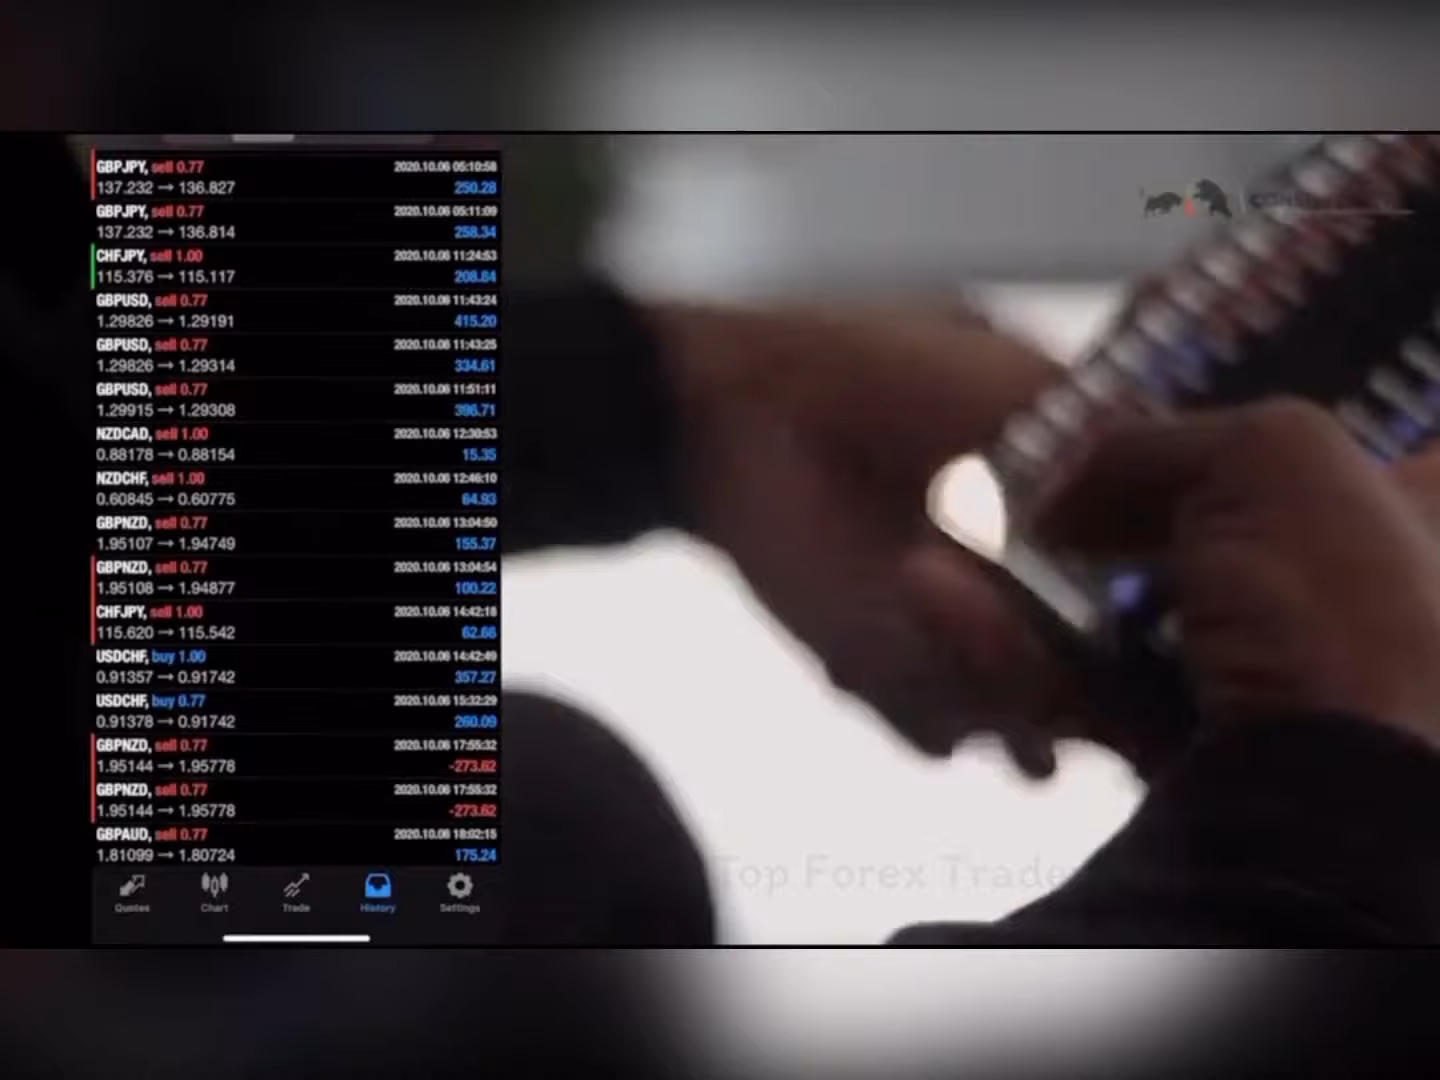 GBPJPY, sell 0.77 2020.10.06 05:10:58
137.232 → 136.827 250.28
GBPJPY, sell 0.77 2020.10.06 05:11:09
137.232 → 136.814 258.34
CHFJPY, sell 1.00 2020.10.06 11:24:53
115.376 → 115.117 208.64
GBPUSD, sell 0.77 2020.10.06 11:43:24
1.29826 → 1.29191 415.20
GBPUSD, sell 0.77 2020.10.06 11:43:25
1.29826 → 1.29314 334.61
GBPUSD, sell 0.77 2020.10.06 11:51:11
1.29915 → 1.29308 396.71
NZDCAD, sell 1.00 2020.10.06 12:30:53
0.88178 → 0.88154 15.35
NZDCHF, sell 1.00 2020.10.06 12:46:10
0.60845 → 0.60775 64.93
GBPNZD, sell 0.77 2020.10.06 13:04:50
1.95107 → 1.94749 155.37
GBPNZD, sell 0.77 2020.10.06 13:04:54
1.95108 → 1.94877 100.22
CHFJPY, sell 1.00 2020.10.06 14:42:18
115.620 → 115.542 62.66
USDCHF, buy 1.00 2020.10.06 14:42:49
0.91357 → 0.91742 357.27
USDCHF, buy 0.77 2020.10.06 15:32:29
0.91378 → 0.91742 260.09
GBPNZD, sell 0.77 2020.10.06 17:55:32
1.95144 → 1.95778 -273.62
GBPNZD, sell 0.77 2020.10.06 17:55:32
1.95144 → 1.95778 -273.62
GBPAUD, sell 0.77 2020.10.06 18:02:15
1.81099 → 1.80724 175.24
Quotes Chart Trade History Settings
Top Forex Trade